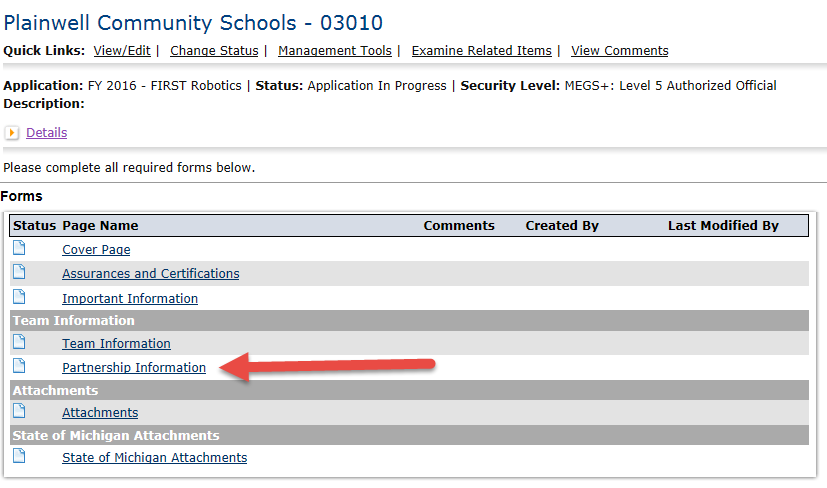 Plainwell Community Schools - 03010
Quick Links: View/Edit | Change Status | Management Tools | Examine Related Items | View Comments
Application: FY 2016 - FIRST Robotics | Status: Application In Progress | Security Level: MEGS+: Level 5 Authorized Official
Description:
Details
Please complete all required forms below.
Forms
Status Page Name Comments Created By Last Modified By
Cover Page
Assurances and Certifications
Important Information
Team Information
Team Information
Partnership Information
Attachments
Attachments
State of Michigan Attachments
State of Michigan Attachments